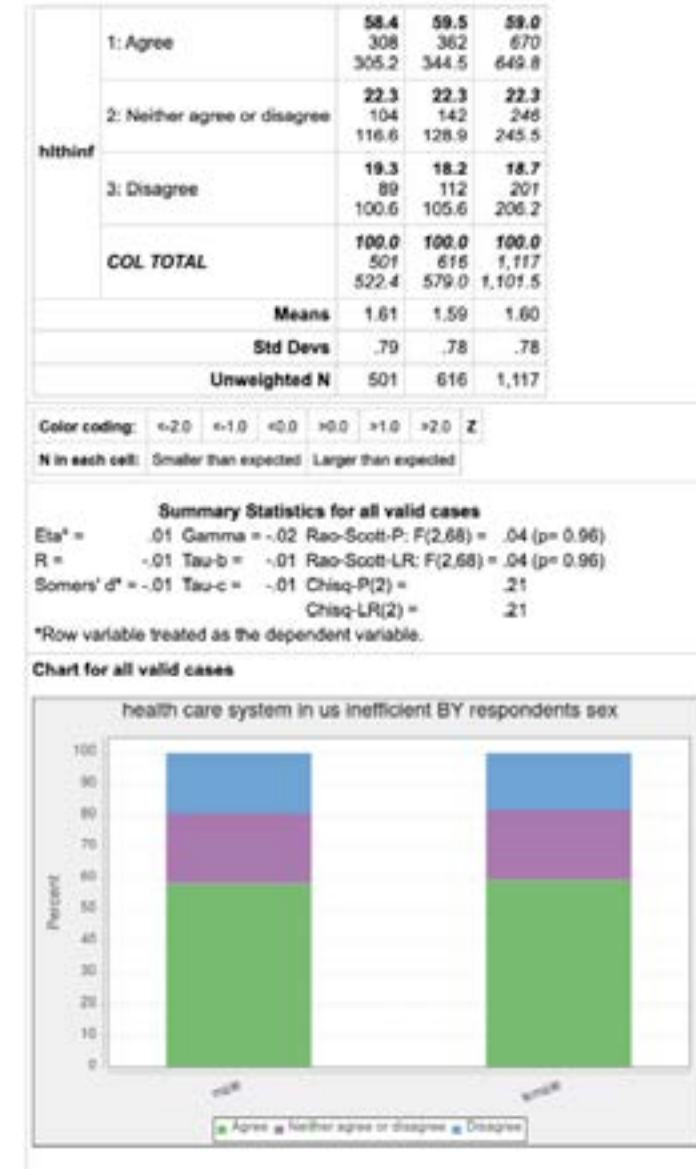 58.4 59.5 59.0
1: Agree 308 362 670
305.2 344.5 649.8
22.3 22.3 22.3
2: Neither agree or disagree 104 142 246
116.6 128.9 245.5
hlthinf
19.3 18.2 18.7
3: Disagree 89 112 201
100.6 105.6 206.2
100.0 100.0 100.0
COL TOTAL 501 616 1,117
522.4 579.0 1,101.5
Means 1.61 1.59 1.60
Std Devs .79 .78 .78
Unweighted N 501 616 1,117
Color coding: <-2.0 <-1.0 <0.0 >0.0 >1.0 >2.0 Z
N in each cell: Smaller than expected Larger than expected
Summary Statistics for all valid cases
Eta* = .01 Gamma = -.02 Rao-Scott-P: F(2,68) = .04 (p= 0.96)
R = -.01 Tau-b = -.01 Rao-Scott-LR: F(2,68) = .04 (p= 0.96)
Somers' d* = -.01 Tau-c = -.01 Chisq-P(2) = .21
Chisq-LR(2) = .21
*Row variable treated as the dependent variable.
Chart for all valid cases
health care system in us inefficient BY respondents sex
100
90
80
70
60
50
40
30
20
10
0
Percent
male female
Agree Neither agree or disagree Disagree